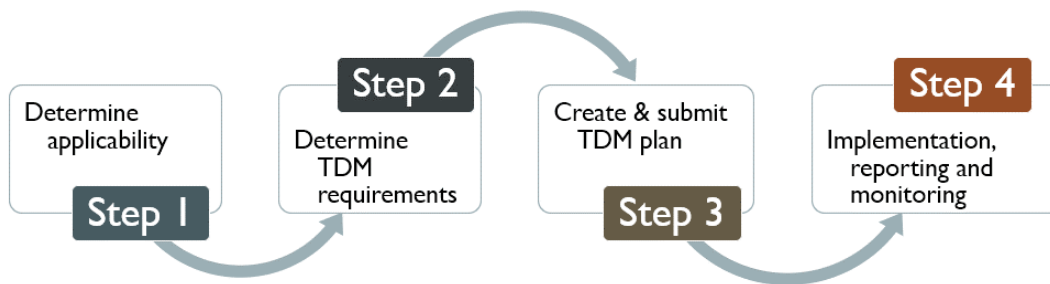 Determine
applicability
Step 1
Step 2
Determine
TDM
requirements
Create & submit
TDM plan
Step 3
Step 4
Implementation,
reporting and
monitoring